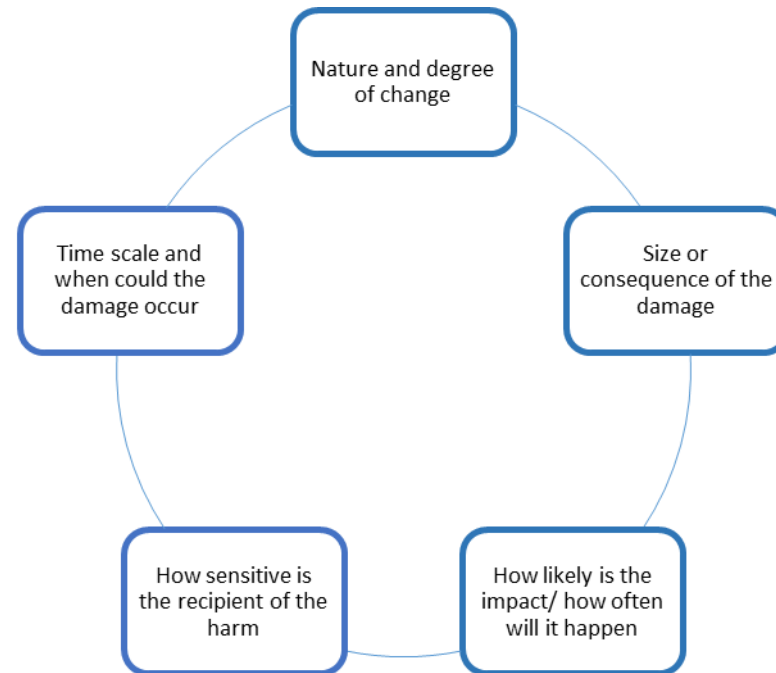 Nature and degree
of change
Size or
consequence of the
damage
How likely is the
impact/ how often
will it happen
How sensitive is
the recipient of the
harm
Time scale and
when could the
damage occur